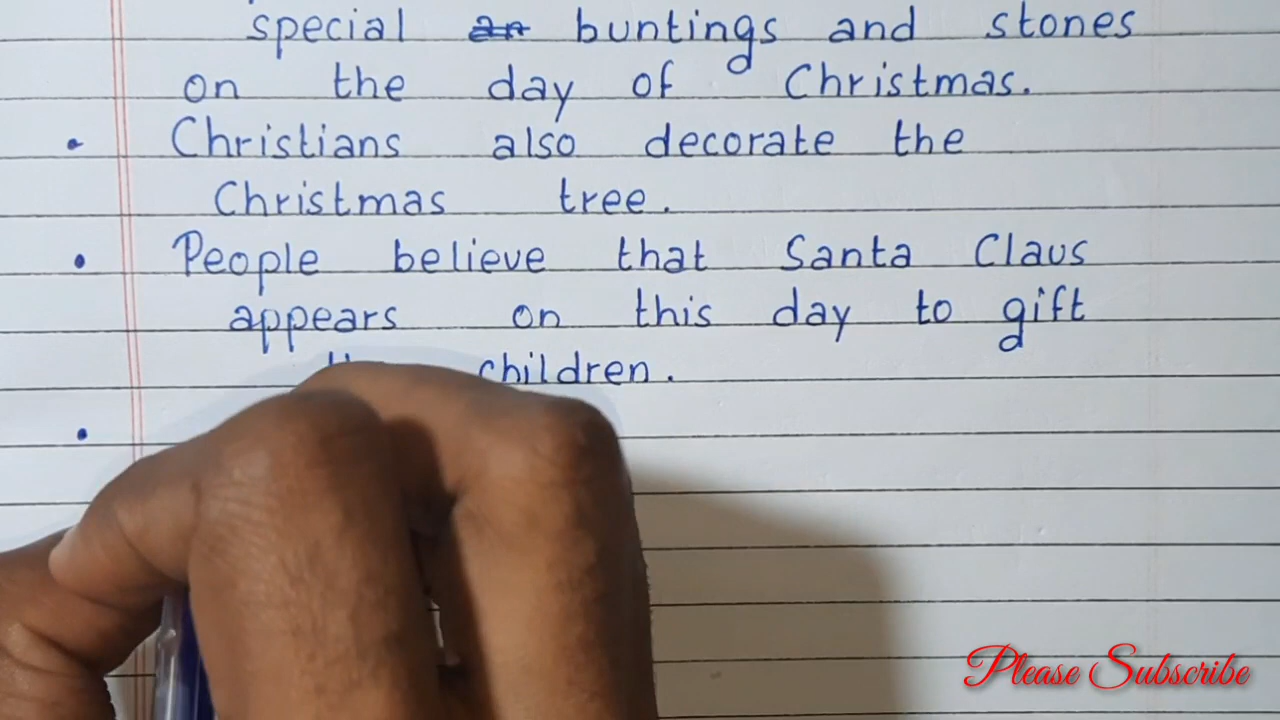 special buntings and stones
on the day of Christmas.
• Christians also decorate the
Christmas tree.
• People believe that Santa Claus
appears on this day to gift
children.
•
Please Subscribe